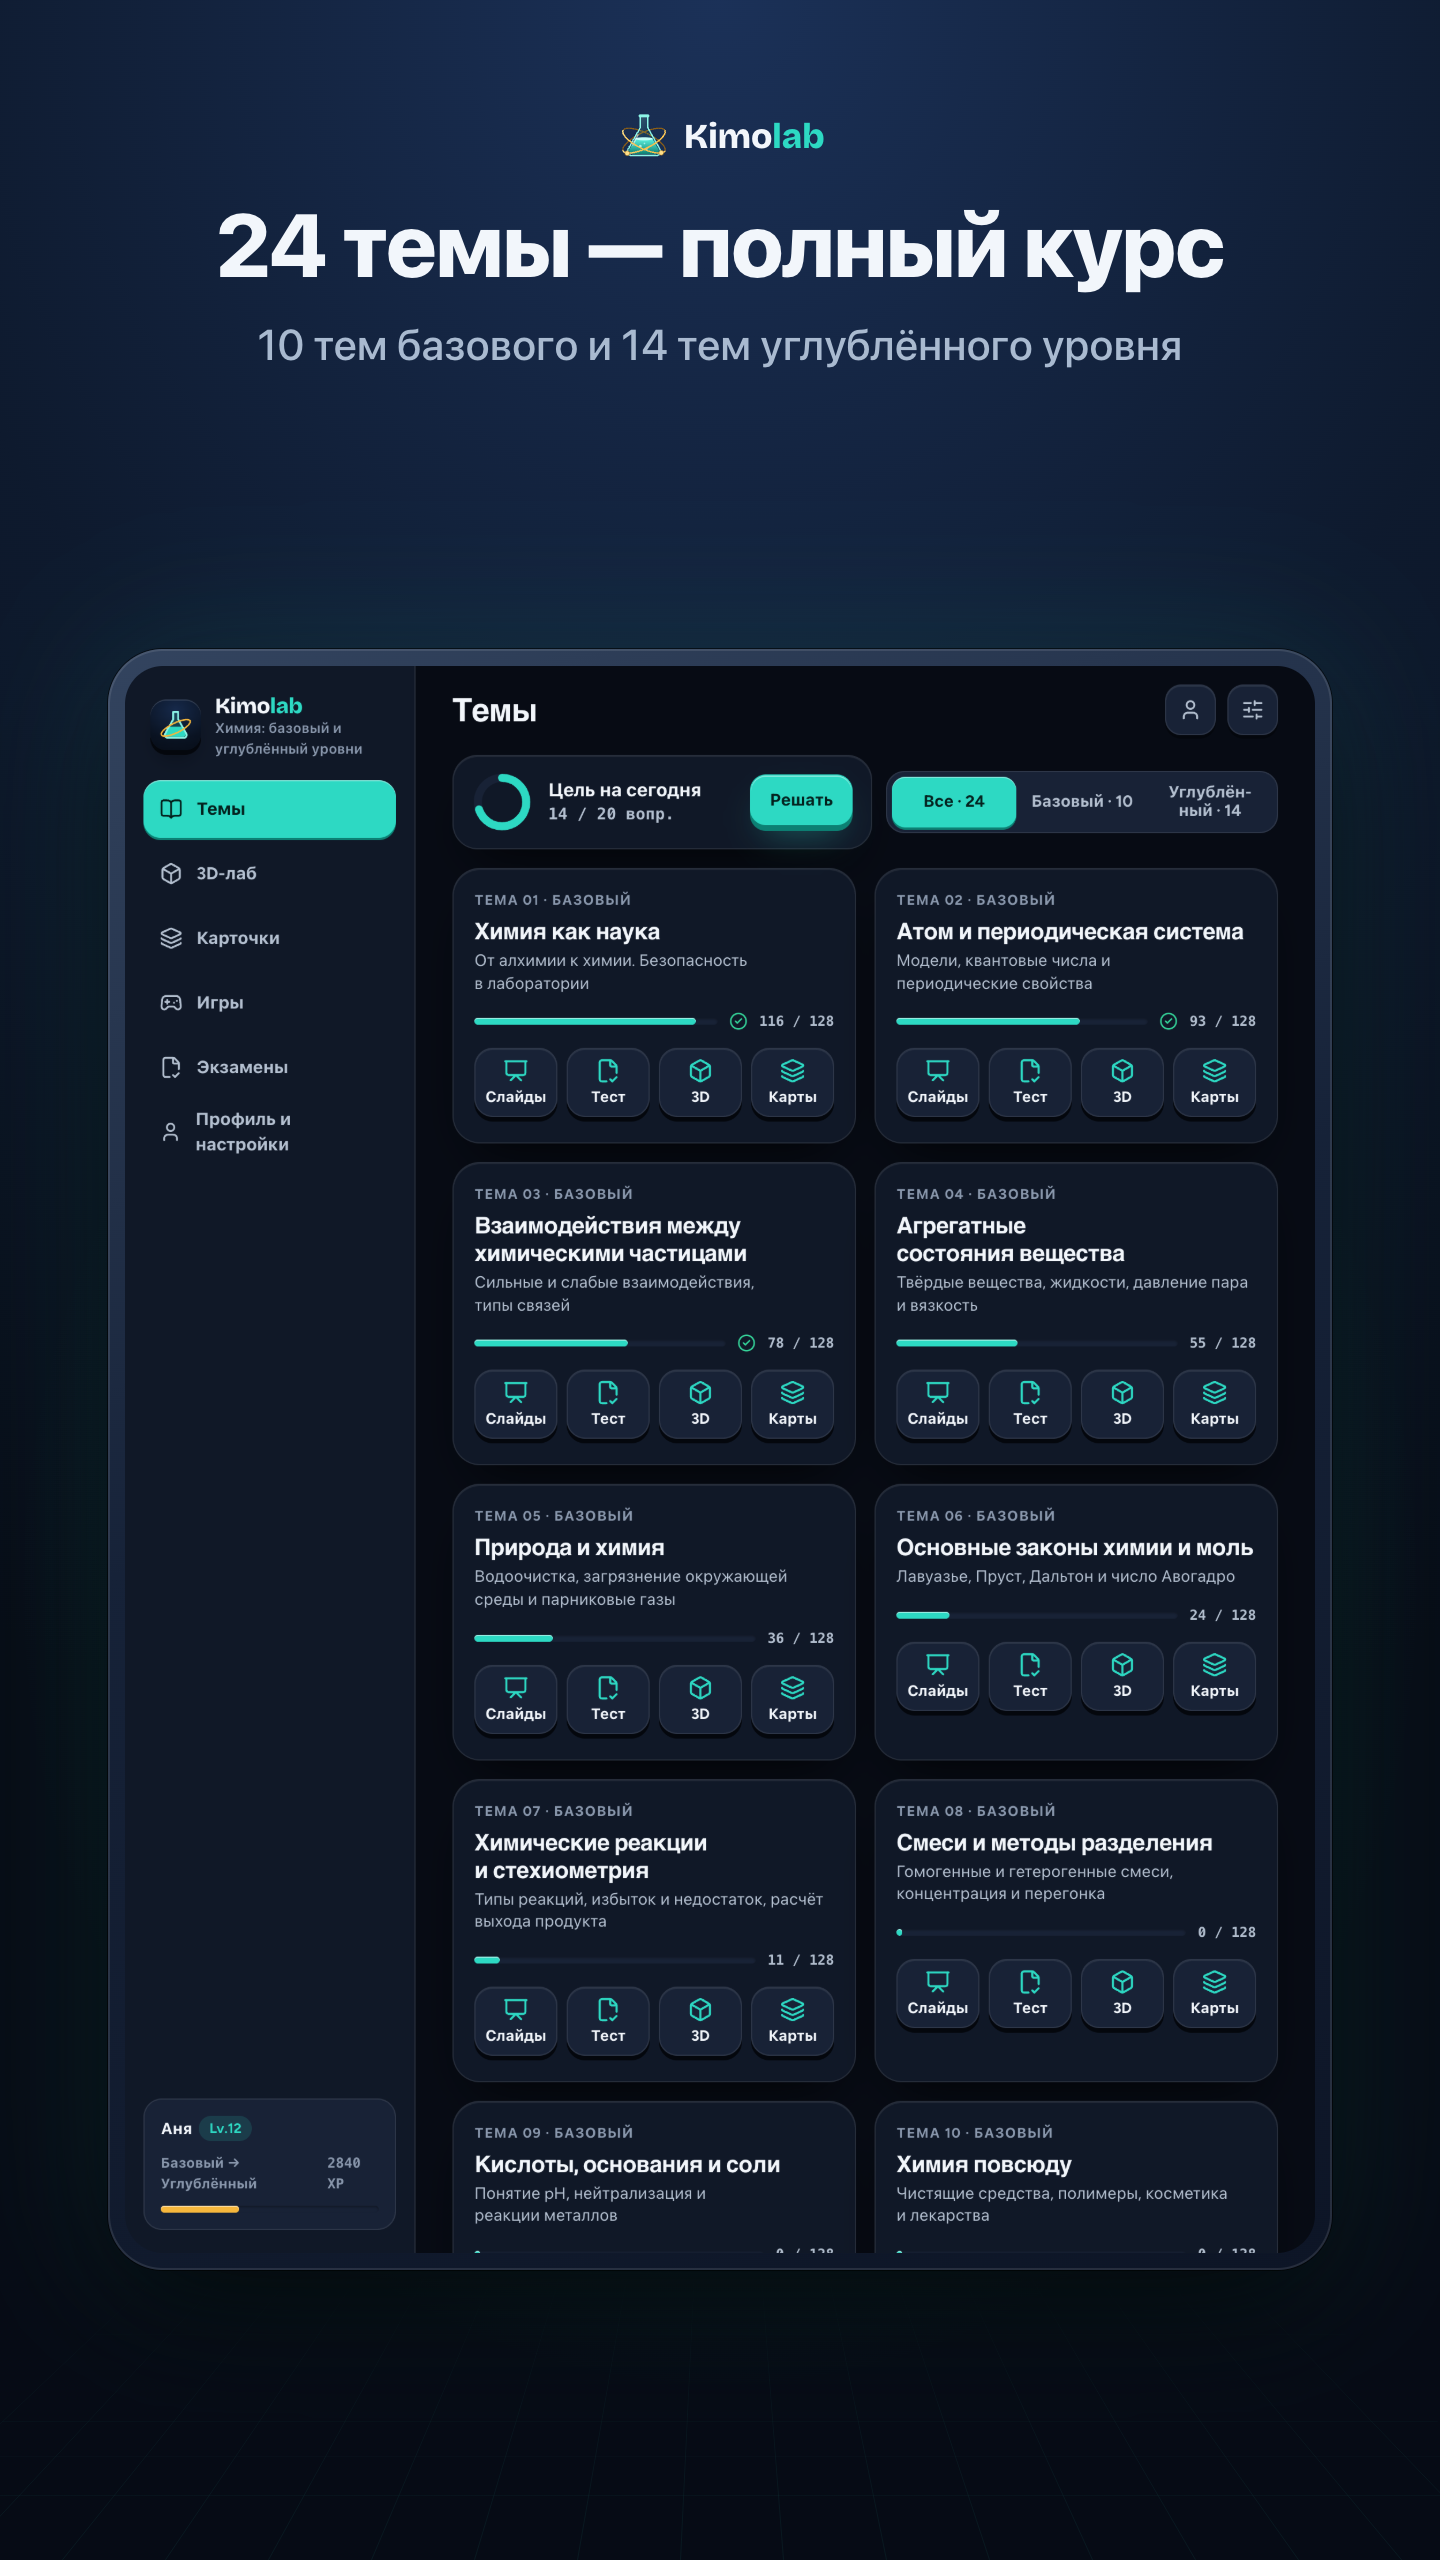 Kimolab
24 темы — полный курс
10 тем базового и 14 тем углублённого уровня
Kimolab
Химия: базовый и
углублённый уровни
Темы
3D-лаб
Карточки
Игры
Экзамены
Профиль и
настройки
Аня Lv.12
Базовый → 2840
Углублённый XP
Темы
Цель на сегодня
14 / 20 вопр.
Решать
Все · 24
Базовый · 10
Углублён-
ный · 14
ТЕМА 01 · БАЗОВЫЙ
Химия как наука
От алхимии к химии. Безопасность
в лаборатории
116 / 128
Слайды Тест 3D Карты
ТЕМА 02 · БАЗОВЫЙ
Атом и периодическая система
Модели, квантовые числа и
периодические свойства
93 / 128
Слайды Тест 3D Карты
ТЕМА 03 · БАЗОВЫЙ
Взаимодействия между
химическими частицами
Сильные и слабые взаимодействия,
типы связей
78 / 128
Слайды Тест 3D Карты
ТЕМА 04 · БАЗОВЫЙ
Агрегатные
состояния вещества
Твёрдые вещества, жидкости, давление пара
и вязкость
55 / 128
Слайды Тест 3D Карты
ТЕМА 05 · БАЗОВЫЙ
Природа и химия
Водоочистка, загрязнение окружающей
среды и парниковые газы
36 / 128
Слайды Тест 3D Карты
ТЕМА 06 · БАЗОВЫЙ
Основные законы химии и моль
Лавуазье, Пруст, Дальтон и число Авогадро
24 / 128
Слайды Тест 3D Карты
ТЕМА 07 · БАЗОВЫЙ
Химические реакции
и стехиометрия
Типы реакций, избыток и недостаток, расчёт
выхода продукта
11 / 128
Слайды Тест 3D Карты
ТЕМА 08 · БАЗОВЫЙ
Смеси и методы разделения
Гомогенные и гетерогенные смеси,
концентрация и перегонка
0 / 128
Слайды Тест 3D Карты
ТЕМА 09 · БАЗОВЫЙ
Кислоты, основания и соли
Понятие pH, нейтрализация и
реакции металлов
0 / 128
ТЕМА 10 · БАЗОВЫЙ
Химия повсюду
Чистящие средства, полимеры, косметика
и лекарства
0 / 128